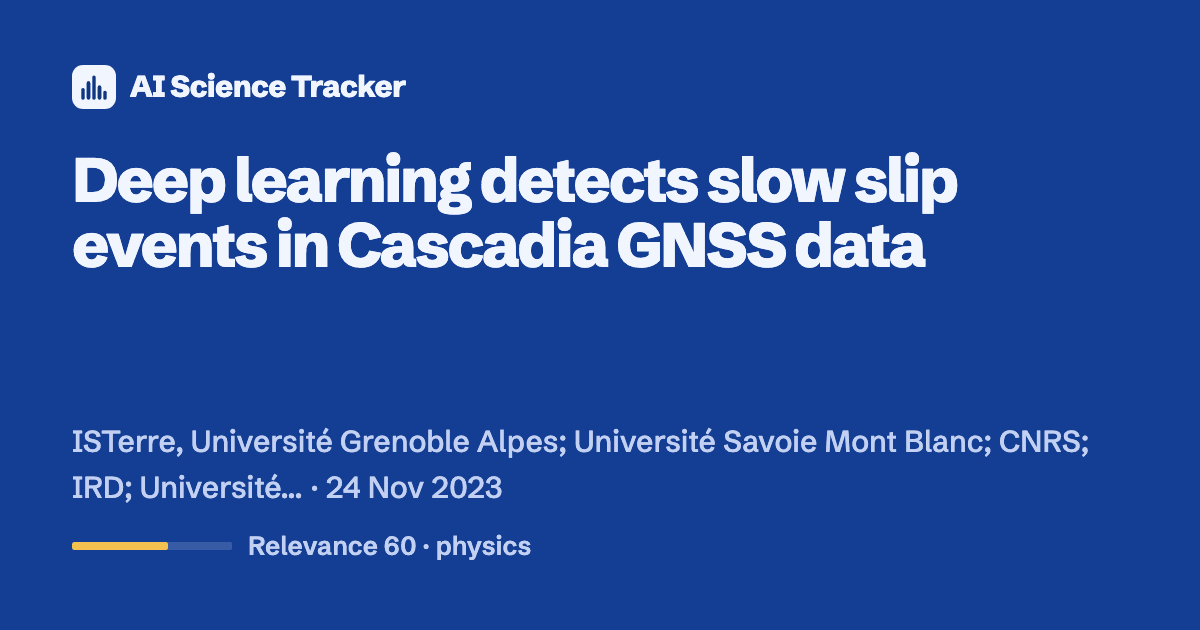 AI Science Tracker
Deep learning detects slow slip
events in Cascadia GNSS data
ISTerre, Université Grenoble Alpes; Université Savoie Mont Blanc; CNRS;
IRD; Université... · 24 Nov 2023
Relevance 60 · physics